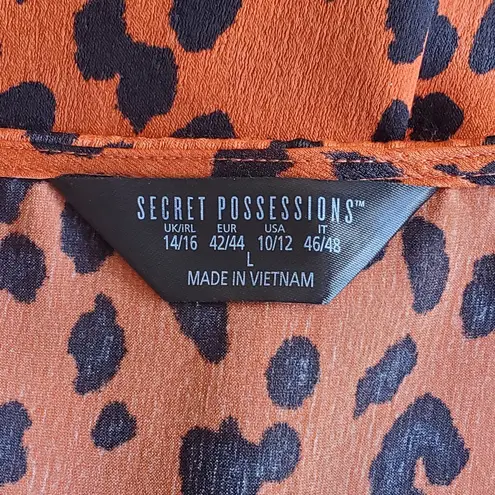 SECRET POSSESSIONS™
UK/IRL EUR USA IT
14/16 42/44 10/12 46/48
L
MADE IN VIETNAM